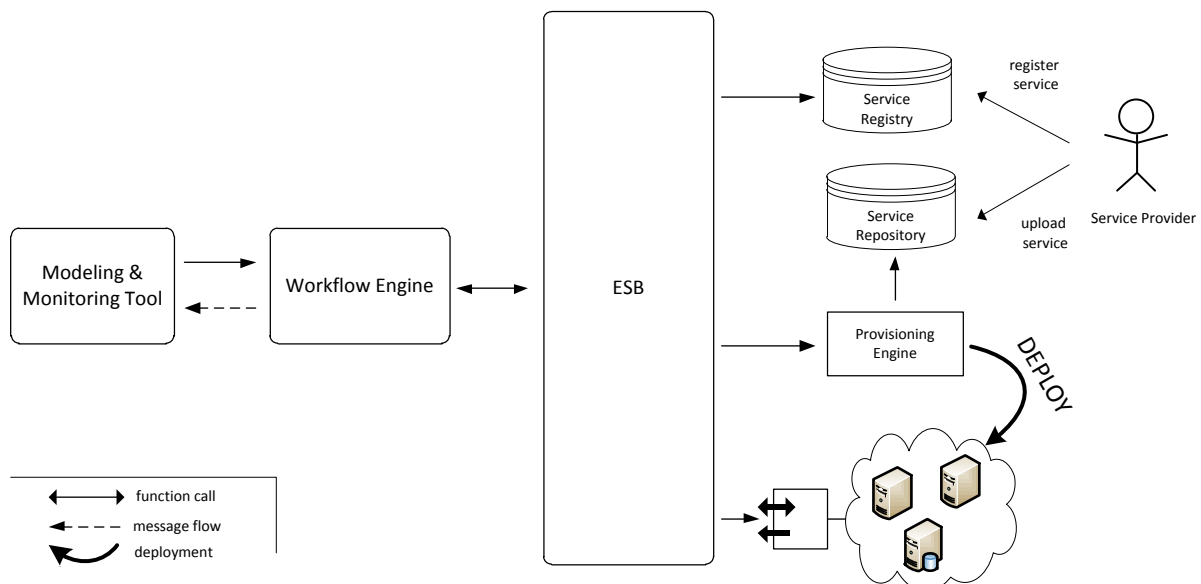 register
service
Service
Registry
Service
Repository
upload
service
Service Provider
Modeling &
Monitoring Tool
Workflow Engine
ESB
Provisioning
Engine
DEPLOY
function call
message flow
deployment